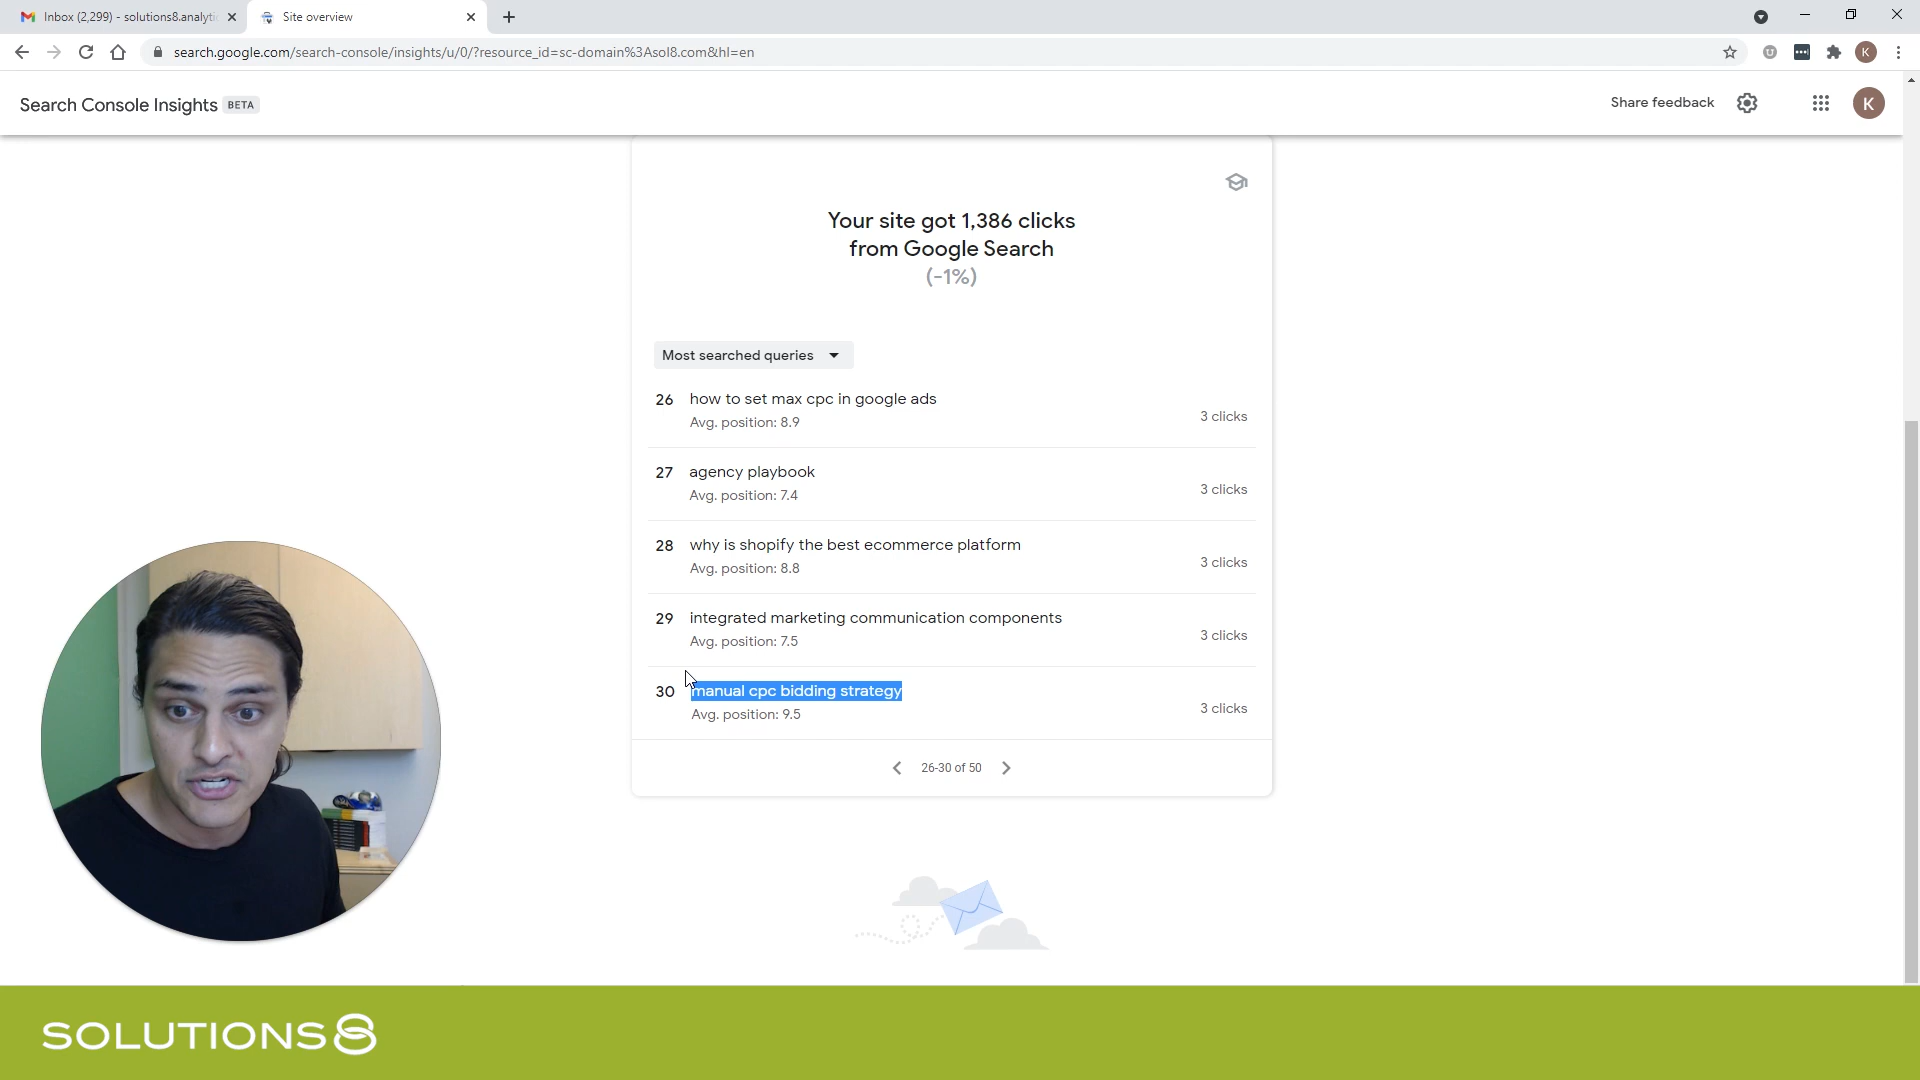 Inbox (2,299) - solutions8.analytic
Site overview
search.google.com/search-console/insights/u/0/?resource_id=sc-domain%3Asol8.com&hl=en
K
Search Console Insights BETA
Share feedback
K
Your site got 1,386 clicks
from Google Search
(-1%)
Most searched queries
26 how to set max cpc in google ads
Avg. position: 8.9
3 clicks
27 agency playbook
Avg. position: 7.4
3 clicks
28 why is shopify the best ecommerce platform
Avg. position: 8.8
3 clicks
29 integrated marketing communication components
Avg. position: 7.5
3 clicks
30 manual cpc bidding strategy
Avg. position: 9.5
3 clicks
26-30 of 50
SOLUTIONS8